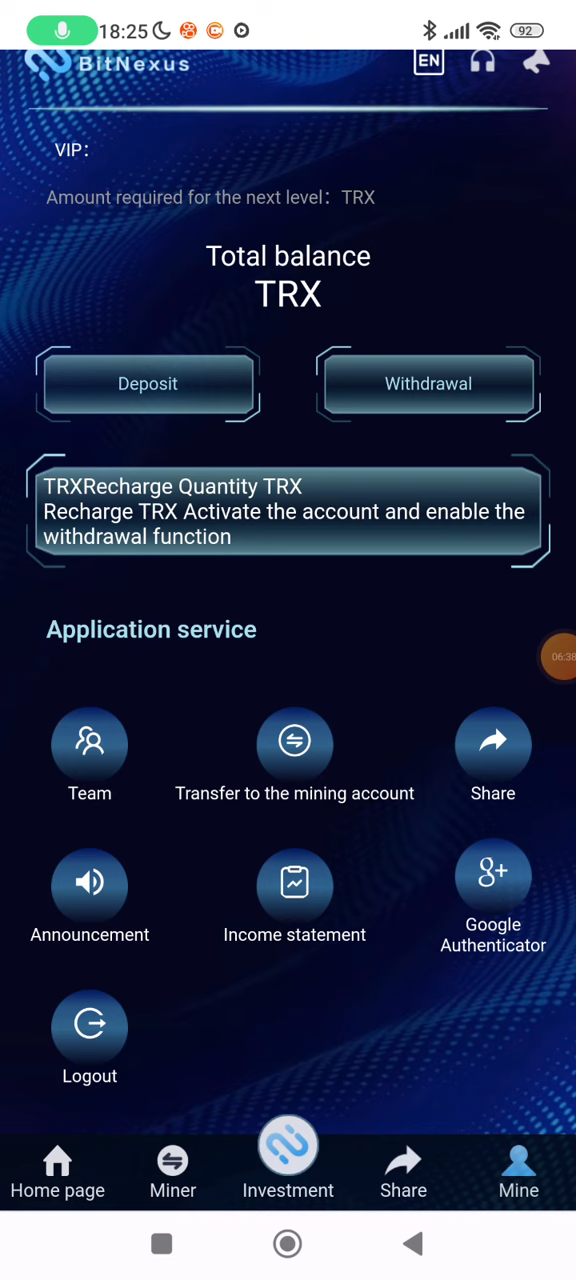 18:25
92
BitNexus
EN
VIP：
Amount required for the next level：TRX
Total balance
TRX
Deposit
Withdrawal
TRXRecharge Quantity TRX
Recharge TRX Activate the account and enable the
withdrawal function
Application service
06:38
Team
Transfer to the mining account
Share
Announcement
Income statement
Google
Authenticator
Logout
Home page
Miner
Investment
Share
Mine